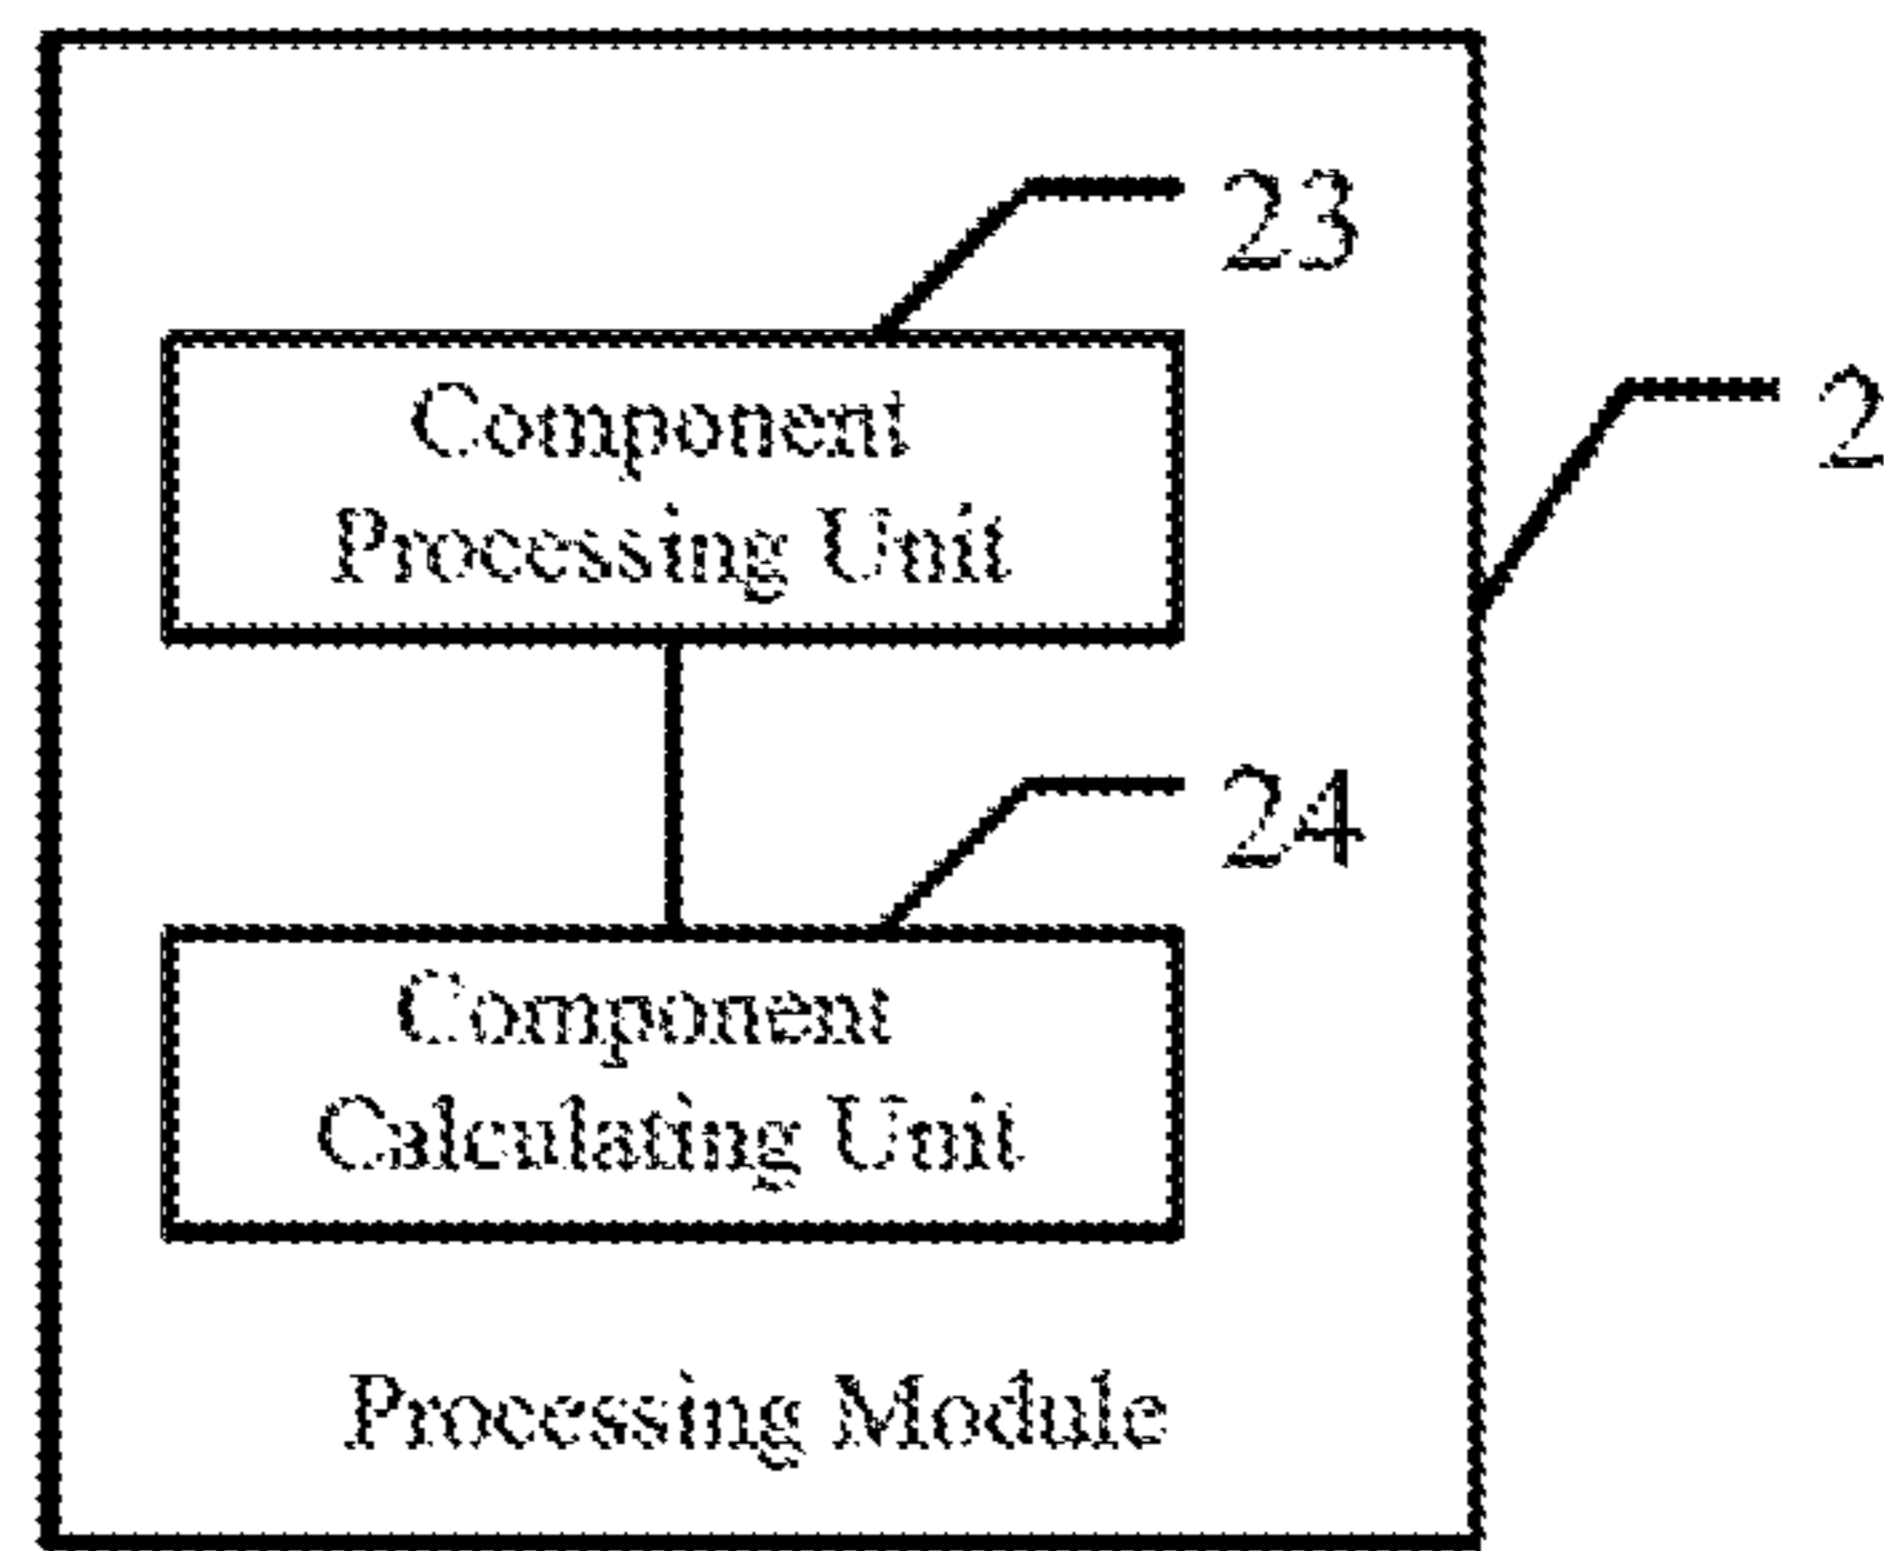 23
Component
Processing Unit
2
24
Component
Calculating Unit
Processing Module